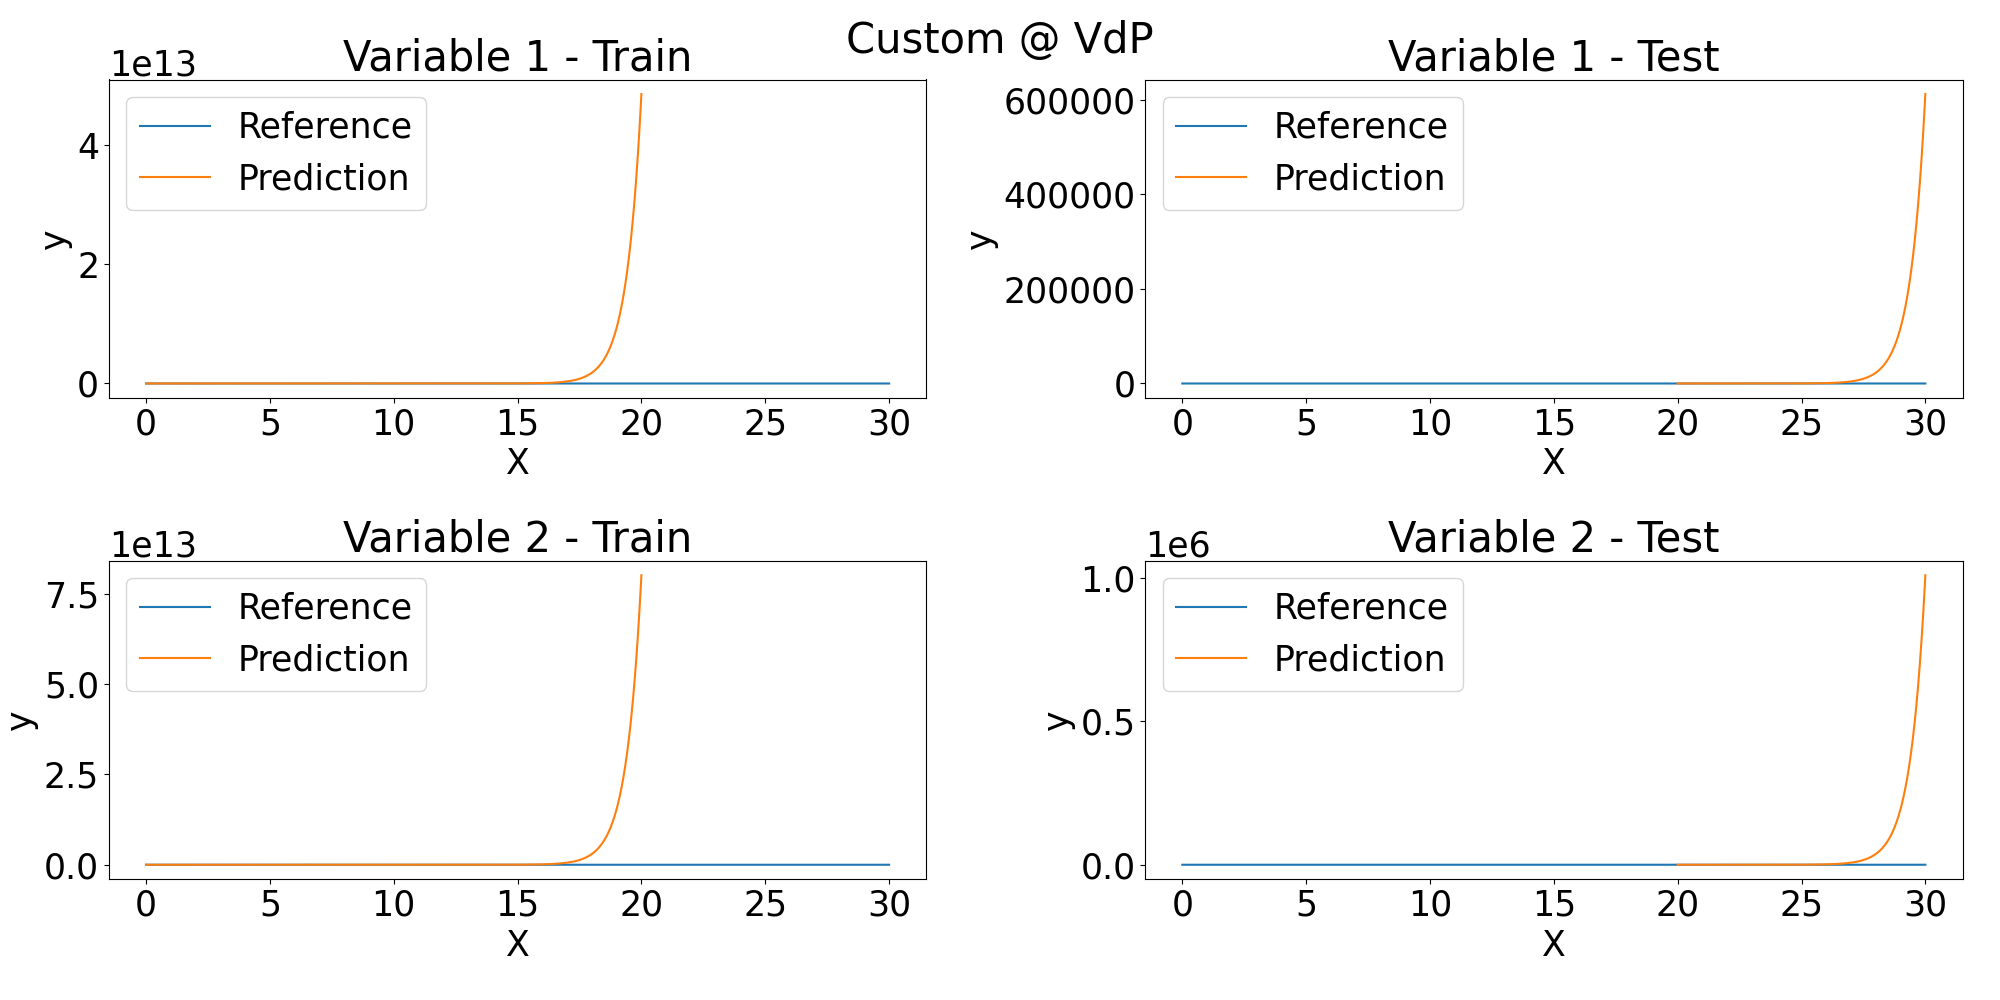 Custom @ VdP
Variable 1 - Train
1e13
Reference
Prediction
y
4
2
0
0 5 10 15 20 25 30
X
Variable 1 - Test
Reference
Prediction
y
600000
400000
200000
0
0 5 10 15 20 25 30
X
Variable 2 - Train
1e13
Reference
Prediction
y
7.5
5.0
2.5
0.0
0 5 10 15 20 25 30
X
Variable 2 - Test
1e6
Reference
Prediction
y
1.0
0.5
0.0
0 5 10 15 20 25 30
X